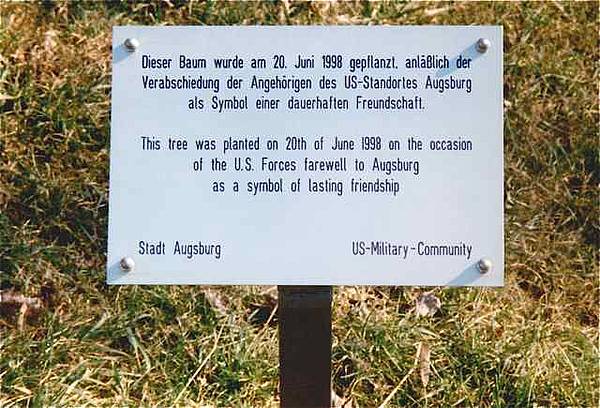 Dieser Baum wurde am 20. Juni 1998 gepflanzt, anläßlich der
Verabschiedung der Angehörigen des US-Standortes Augsburg
als Symbol einer dauerhaften Freundschaft.
This tree was planted on 20th of June 1998 on the occasion
of the U.S. Forces farewell to Augsburg
as a symbol of lasting friendship
Stadt Augsburg US-Military-Community